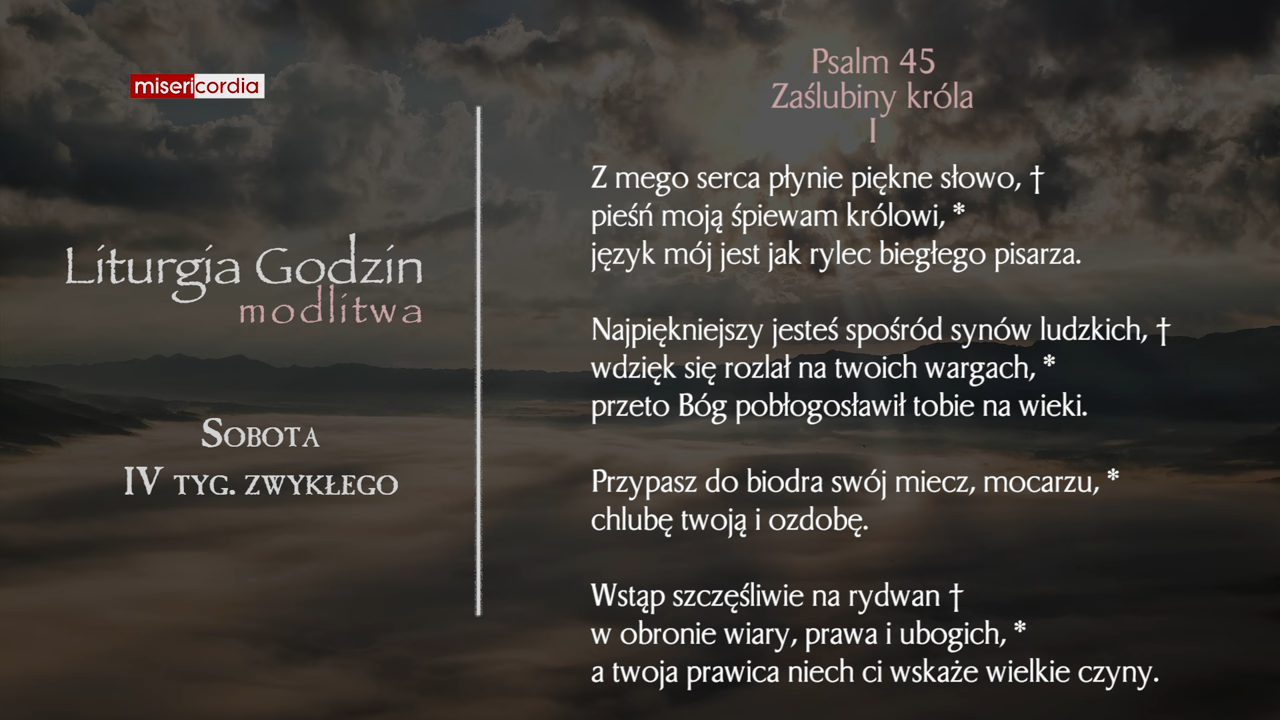 misericordia
Liturgia Godzin
modlitwa
Sobota
IV tyg. zwykłego
Psalm 45
Zaślubiny króla
I
Z mego serca płynie piękne słowo, †
pieśń moją śpiewam królowi, *
język mój jest jak rylec biegłego pisarza.
Najpiękniejszy jesteś spośród synów ludzkich, †
wdzięk się rozlał na twoich wargach, *
przeto Bóg pobłogosławił tobie na wieki.
Przypasz do biodra swój miecz, mocarzu, *
chlubę twoją i ozdobę.
Wstąp szczęśliwie na rydwan †
w obronie wiary, prawa i ubogich, *
a twoja prawica niech ci wskaże wielkie czyny.